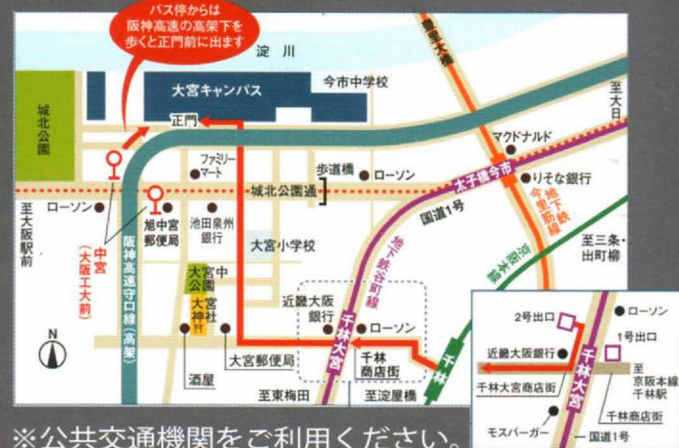 バス停からは
阪神高速の高架下を
歩くと正門前に出ます
淀川
豊里大橋
大宮キャンパス
今市中学校
城北公園
正門
至大日
マクドナルド
ファミリー
マート
歩道橋
ローソン
太子橋今市
りそな銀行
城北公園通
国道1号
地下鉄
今里筋線
至大阪駅前
ローソン
旭中宮
郵便局
池田泉州
銀行
中宮
(大阪工大前)
阪神高速守口線(高架)
大宮小学校
地下鉄谷町線
京阪本線
至三条・
出町柳
大宮中
公園
大宮
神社
近畿大阪
銀行
ローソン
千林大宮
千林
商店街
千林
N
酒屋
大宮郵便局
至東梅田
至淀屋橋
2号出口
ローソン
1号出口
近畿大阪銀行
千林大宮
至
京阪本線
千林駅
千林大宮商店街
千林商店街
モスバーガー
国道1号
※公共交通機関をご利用ください。